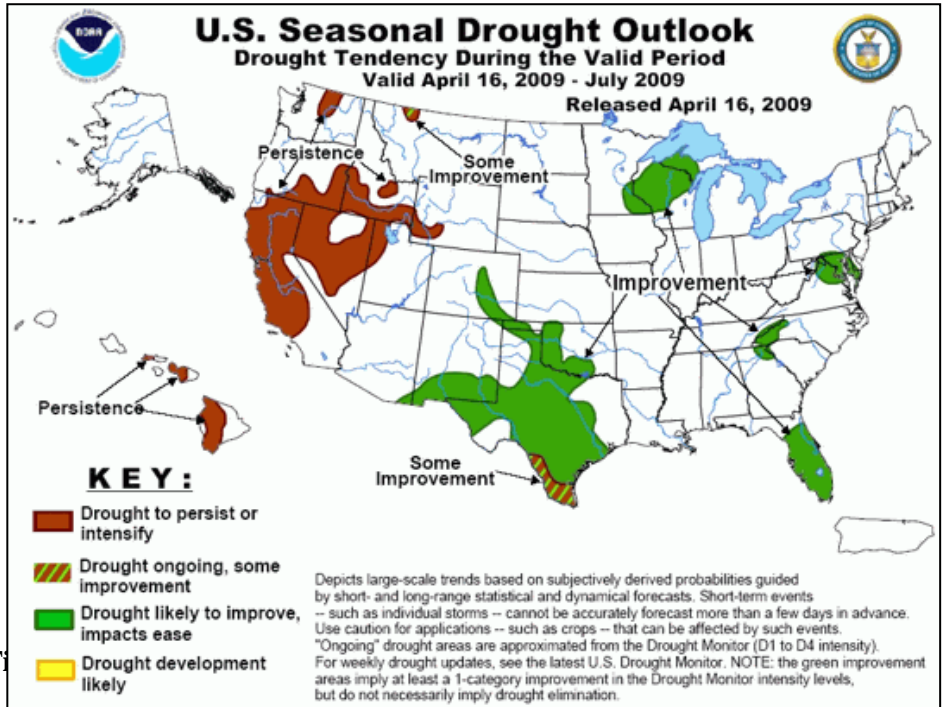 U.S. Seasonal Drought Outlook
Drought Tendency During the Valid Period
Valid April 16, 2009 - July 2009
Released April 16, 2009
NOAA
Persistence
Some
Improvement
Improvement
Persistence
Some
Improvement
KEY:
Drought to persist or
intensify
Drought ongoing, some
improvement
Drought likely to improve,
impacts ease
Drought development
likely
Depicts large-scale trends based on subjectively derived probabilities guided
by short- and long-range statistical and dynamical forecasts. Short-term events
-- such as individual storms -- cannot be accurately forecast more than a few days in advance.
Use caution for applications -- such as crops -- that can be affected by such events.
"Ongoing" drought areas are approximated from the Drought Monitor (D1 to D4 intensity).
For weekly drought updates, see the latest U.S. Drought Monitor. NOTE: the green improvement
areas imply at least a 1-category improvement in the Drought Monitor intensity levels,
but do not necessarily imply drought elimination.